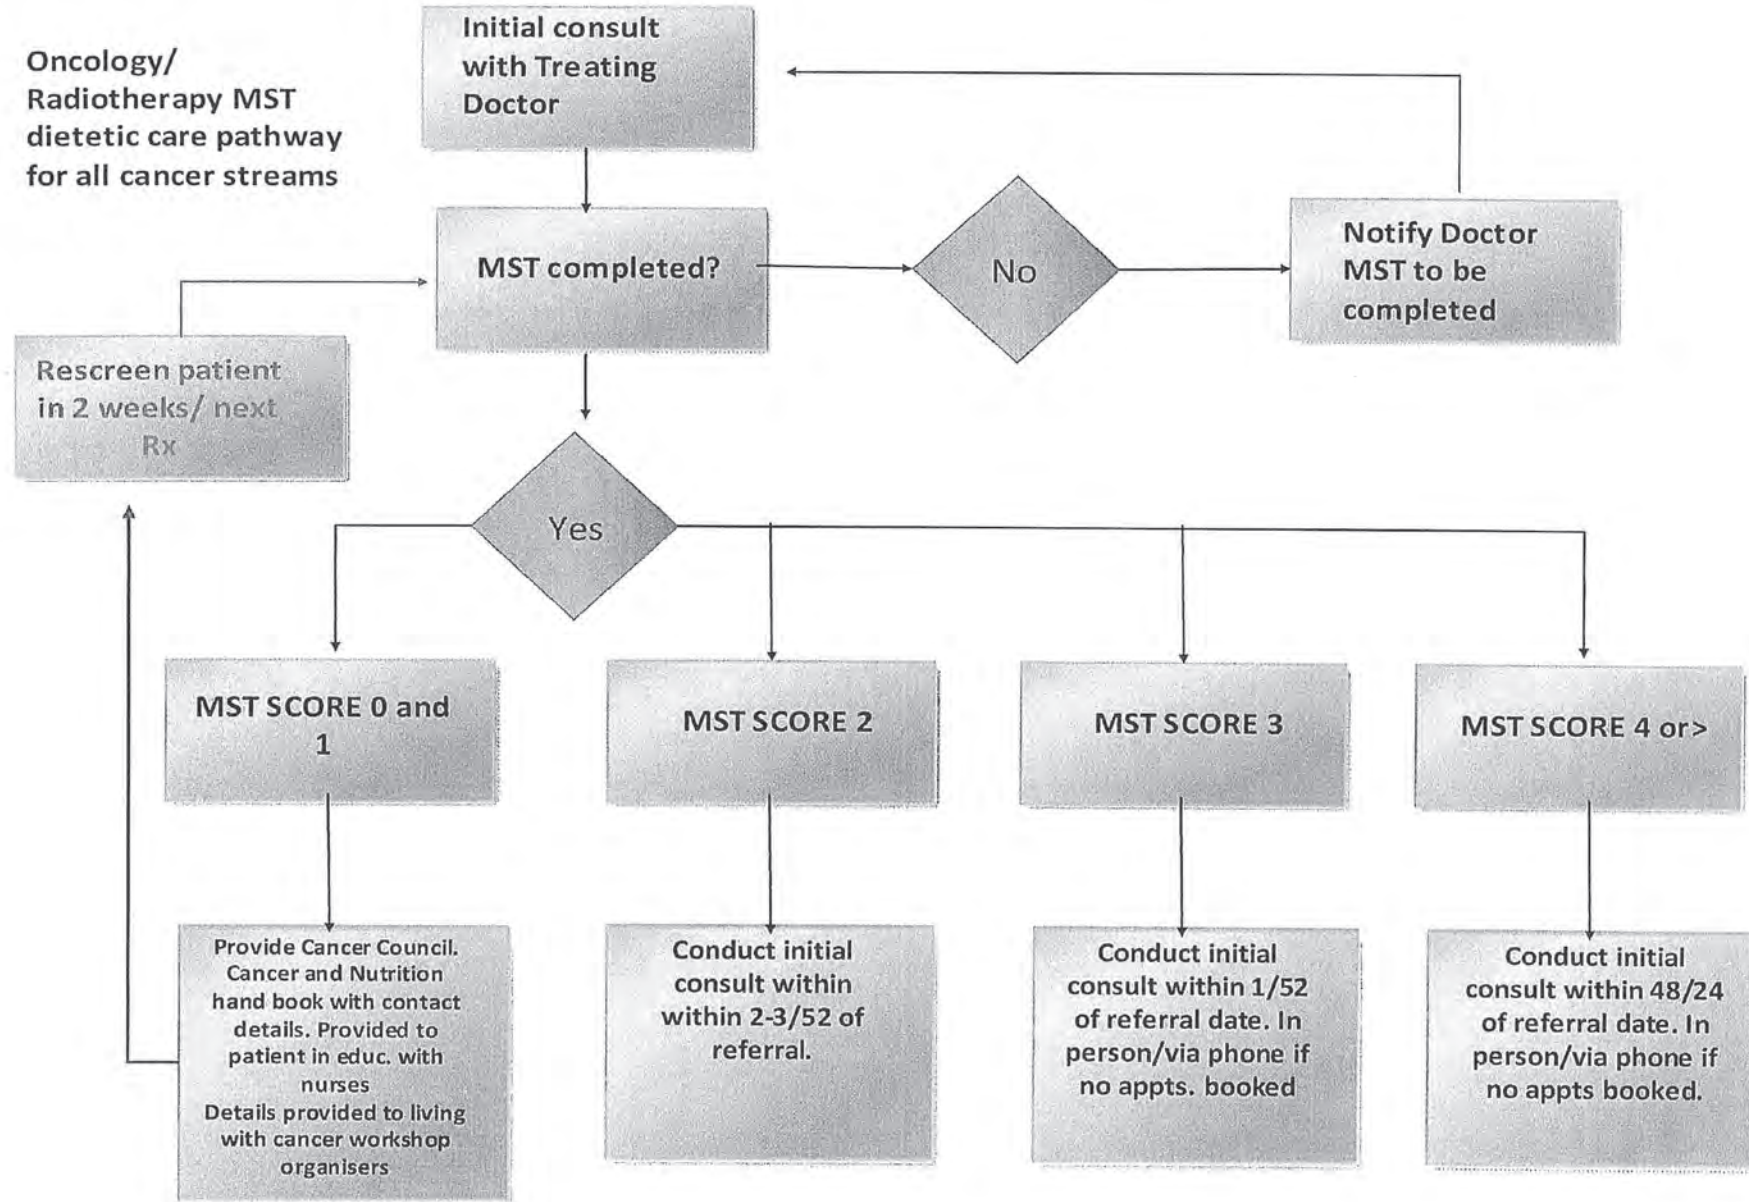 Oncology/
Radiotherapy MST
dietetic care pathway
for all cancer streams
Initial consult
with Treating
Doctor
MST completed?
No
Notify Doctor
MST to be
completed
Rescreen patient
in 2 weeks/ next
Rx
Yes
MST SCORE 0 and
1
MST SCORE 2
MST SCORE 3
MST SCORE 4 or>
Provide Cancer Council.
Cancer and Nutrition
hand book with contact
details. Provided to
patient in educ. with
nurses
Details provided to living
with cancer workshop
organisers
Conduct initial
consult within
within 2-3/52 of
referral.
Conduct initial
consult within 1/52
of referral date. In
person/via phone if
no appts. booked
Conduct initial
consult within 48/24
of referral date. In
person/via phone if
no appts booked.